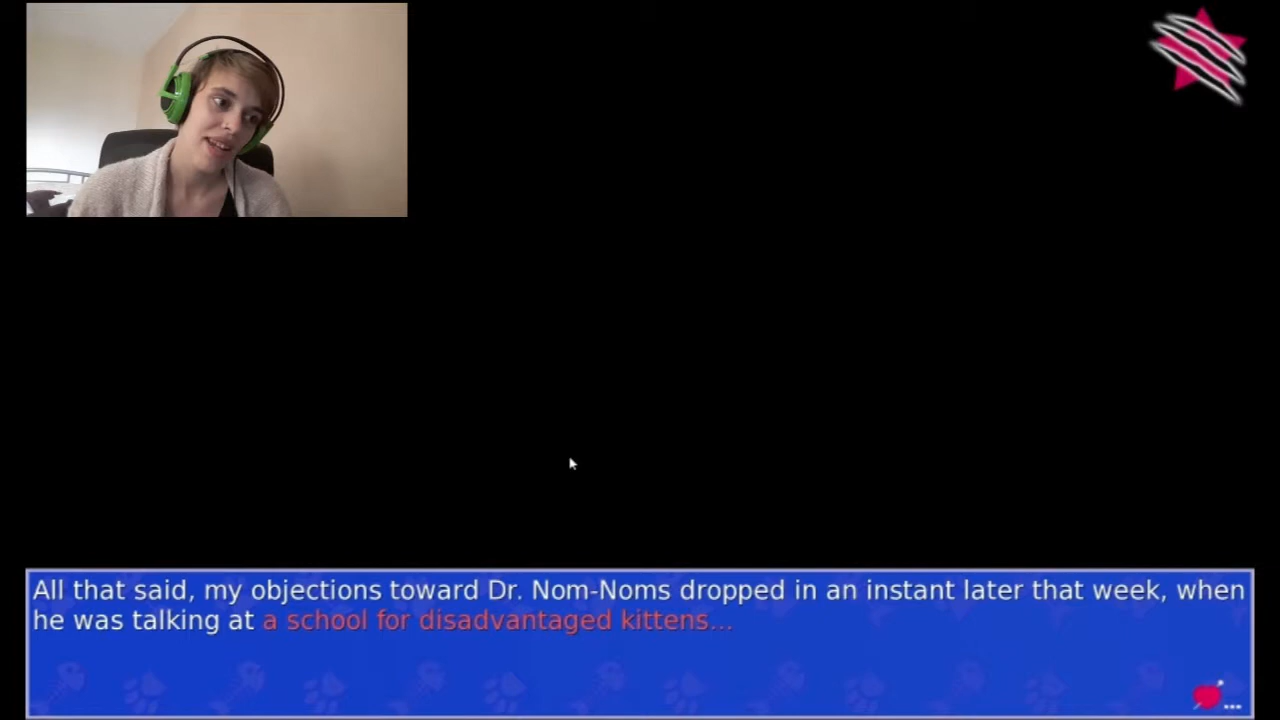 All that said, my objections toward Dr. Nom-Noms dropped in an instant later that week, when
he was talking at a school for disadvantaged kittens...
...